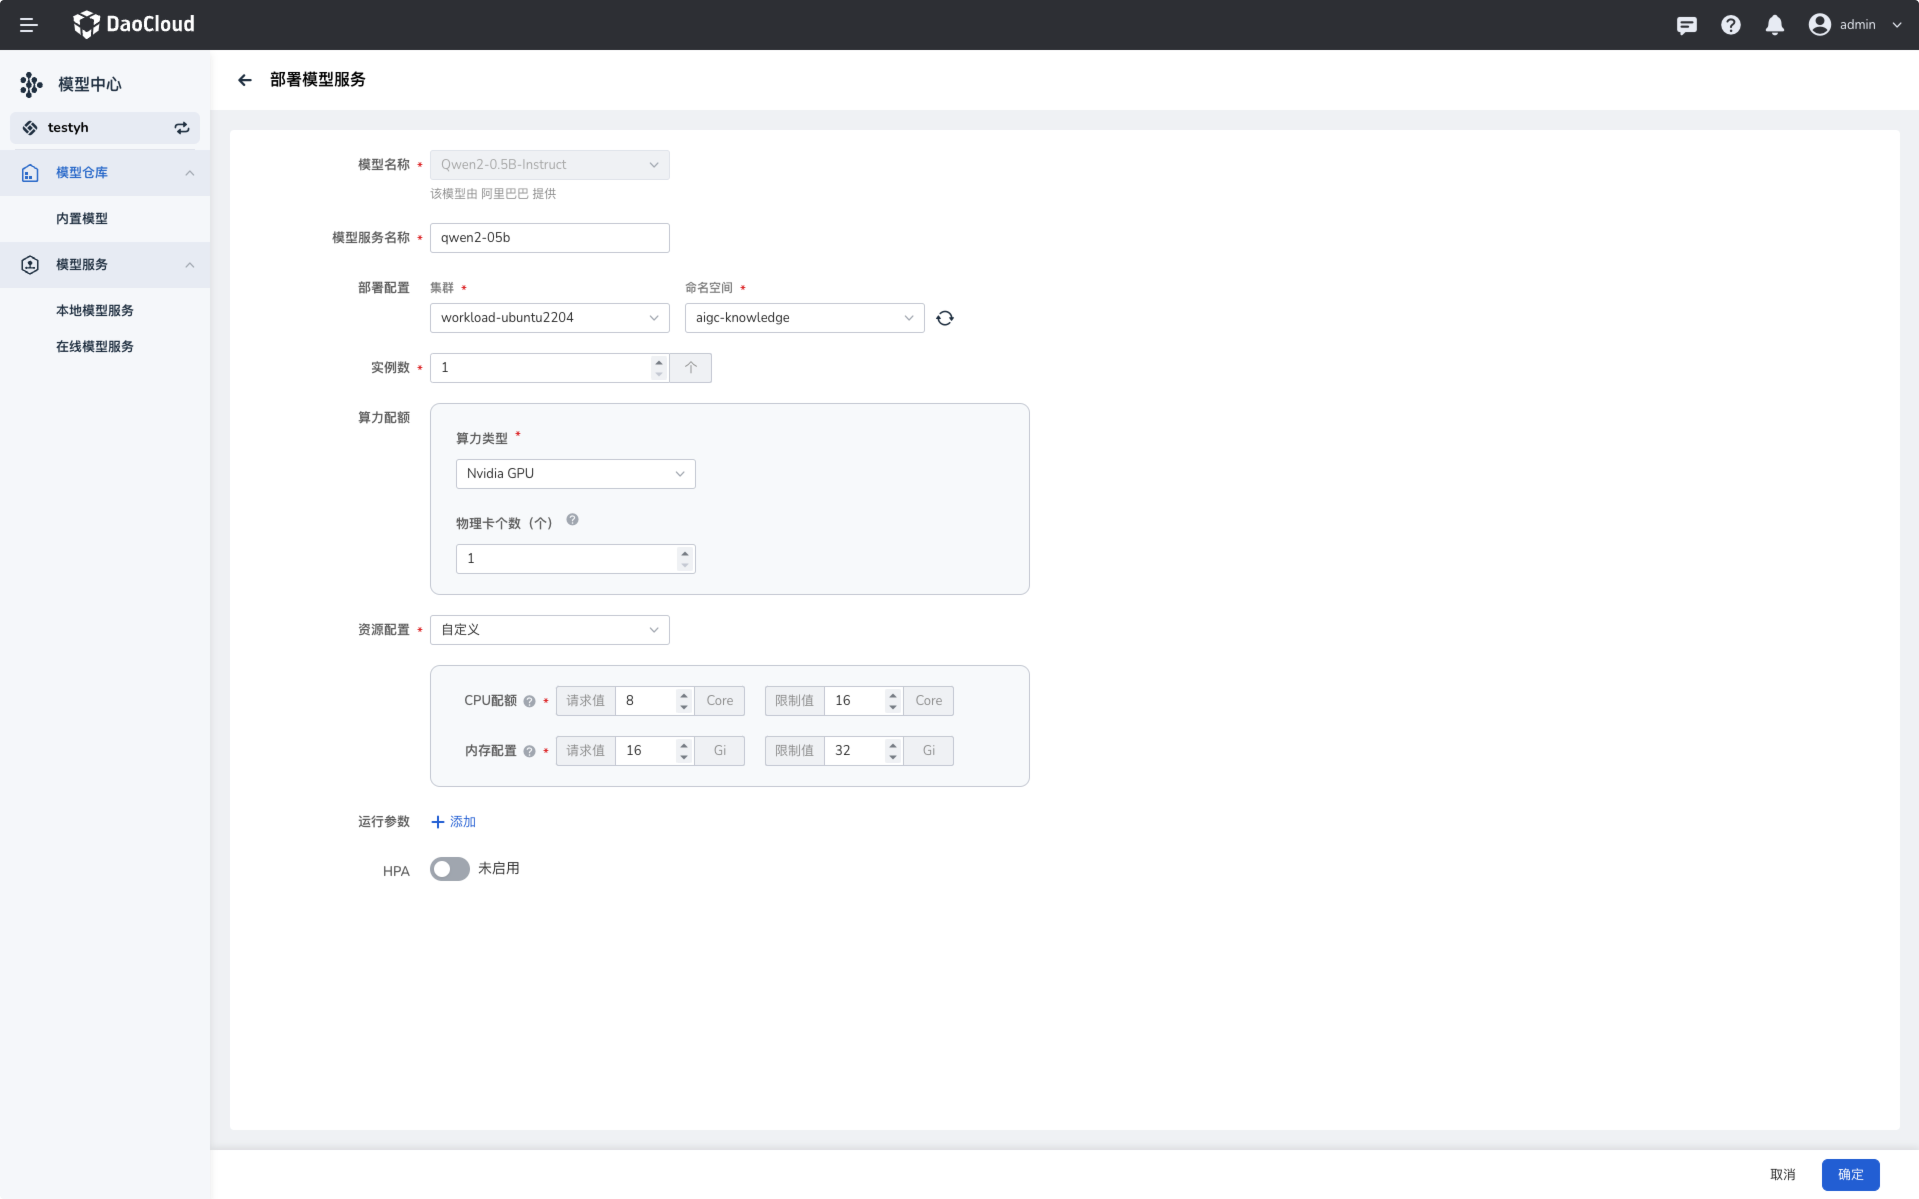 DaoCloud
admin
模型中心
testyh
模型仓库
内置模型
模型服务
本地模型服务
在线模型服务
部署模型服务
模型名称 * Qwen2-0.5B-Instruct
该模型由 阿里巴巴 提供
模型服务名称 * qwen2-05b
部署配置 集群 * 命名空间 *
workload-ubuntu2204 aigc-knowledge
实例数 * 1 个
算力配额
算力类型 *
Nvidia GPU
物理卡个数（个） ?
1
资源配置 * 自定义
CPU配额 ? * 请求值 8 Core 限制值 16 Core
内存配置 ? * 请求值 16 Gi 限制值 32 Gi
运行参数 + 添加
HPA 未启用
取消 确定